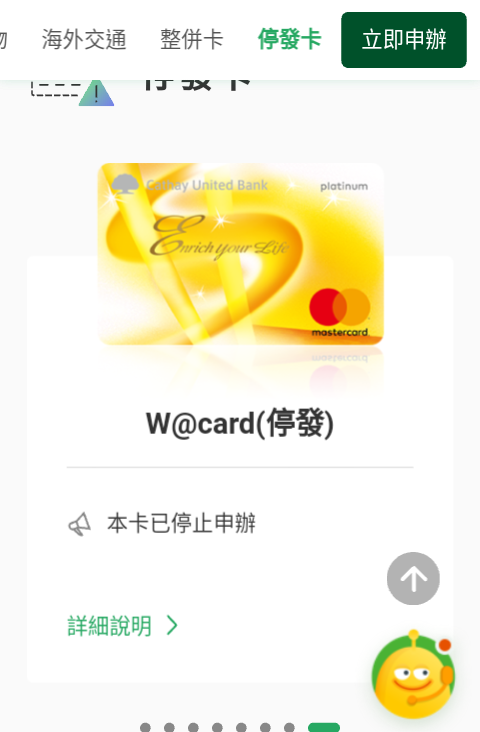 物 海外交通 整併卡 停發卡 立即申辦
停發卡
Cathay United Bank platinum
Enrich your Life
mastercard
W@card(停發)
本卡已停止申辦
詳細說明